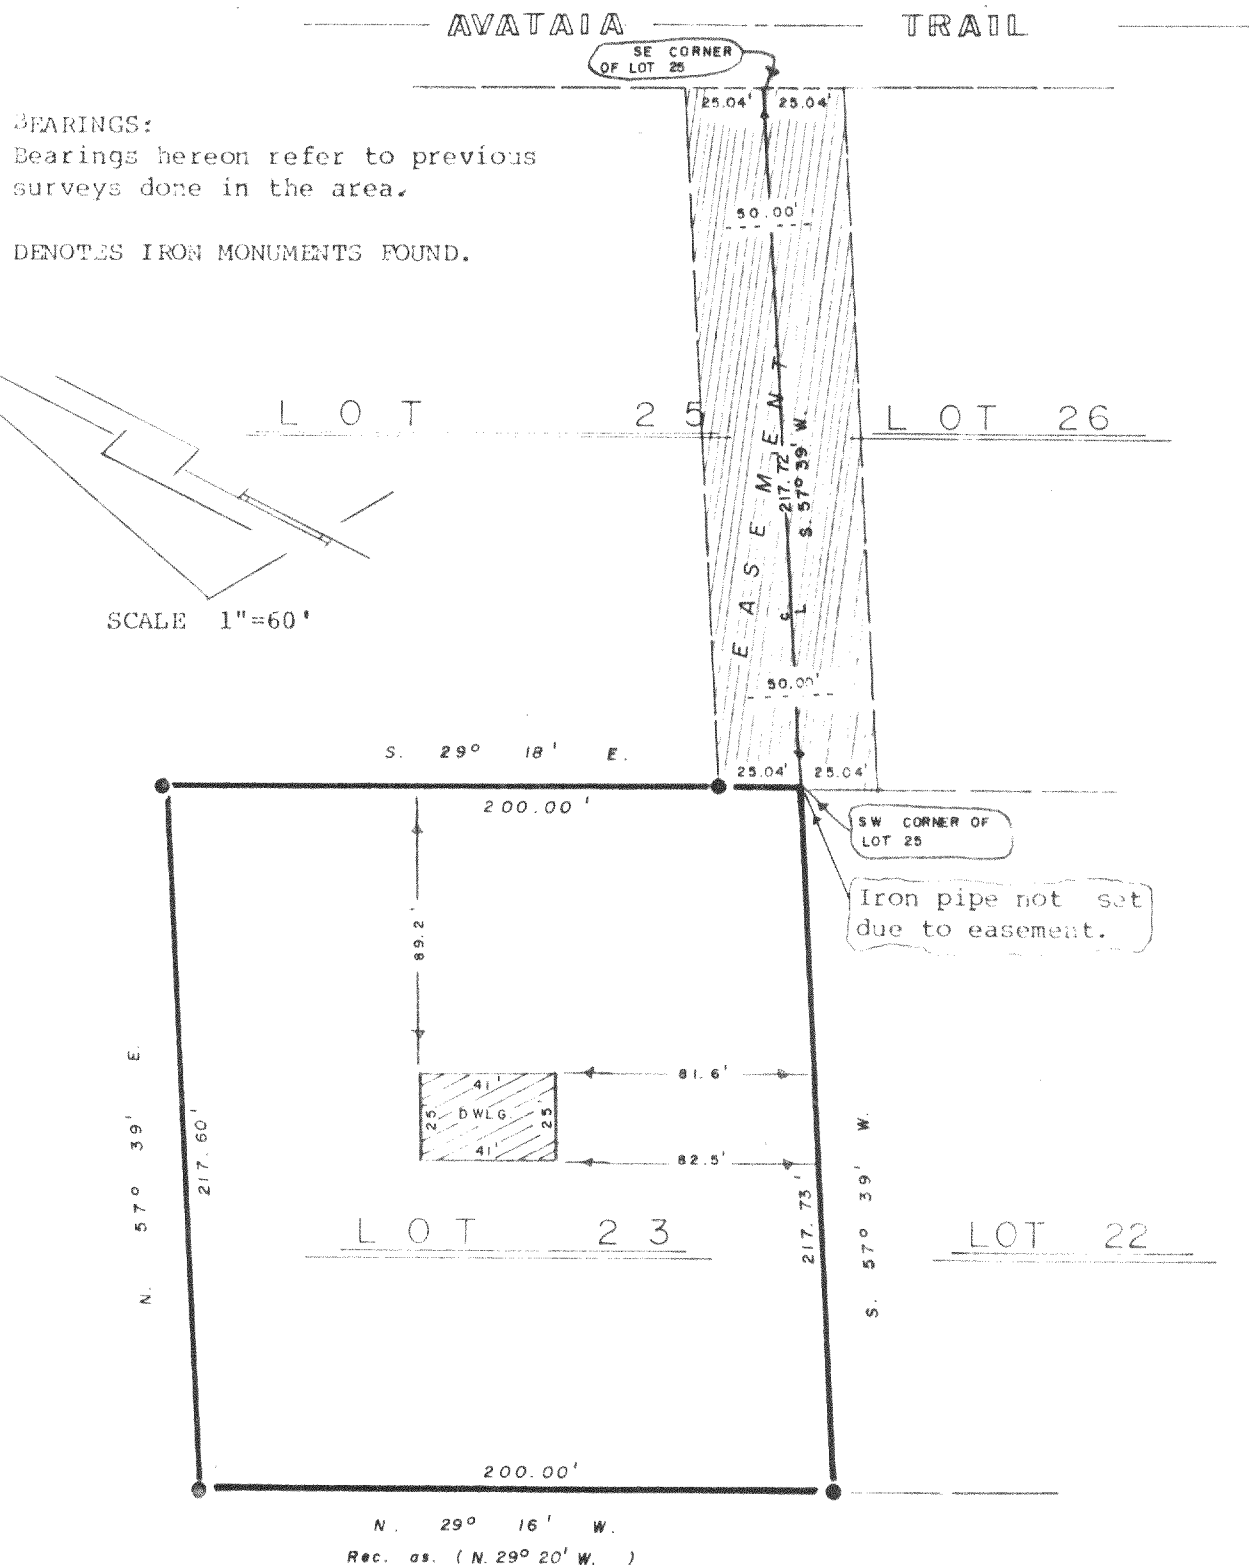 AVATAIA TRAIL
SE CORNER
OF LOT 25
25.04' 25.04'
BEARINGS:
Bearings hereon refer to previous
surveys done in the area.
50.00'
DENOTES IRON MONUMENTS FOUND.
LOT 25
LOT 26
EASEMENT
217.72'
S. 57° 39' W.
C L
SCALE 1"=60'
50.00'
S. 29° 18' E.
25.04' 25.04'
200.00'
SW CORNER OF
LOT 25
Iron pipe not set
due to easement.
89.2'
N. 57° 39' E.
217.60'
41'
81.6'
25'
DWLG.
25'
41'
82.5'
217.73'
S. 57° 39' W.
LOT 23
LOT 22
200.00'
N. 29° 16' W.
Rec. as. (N. 29° 20' W. )